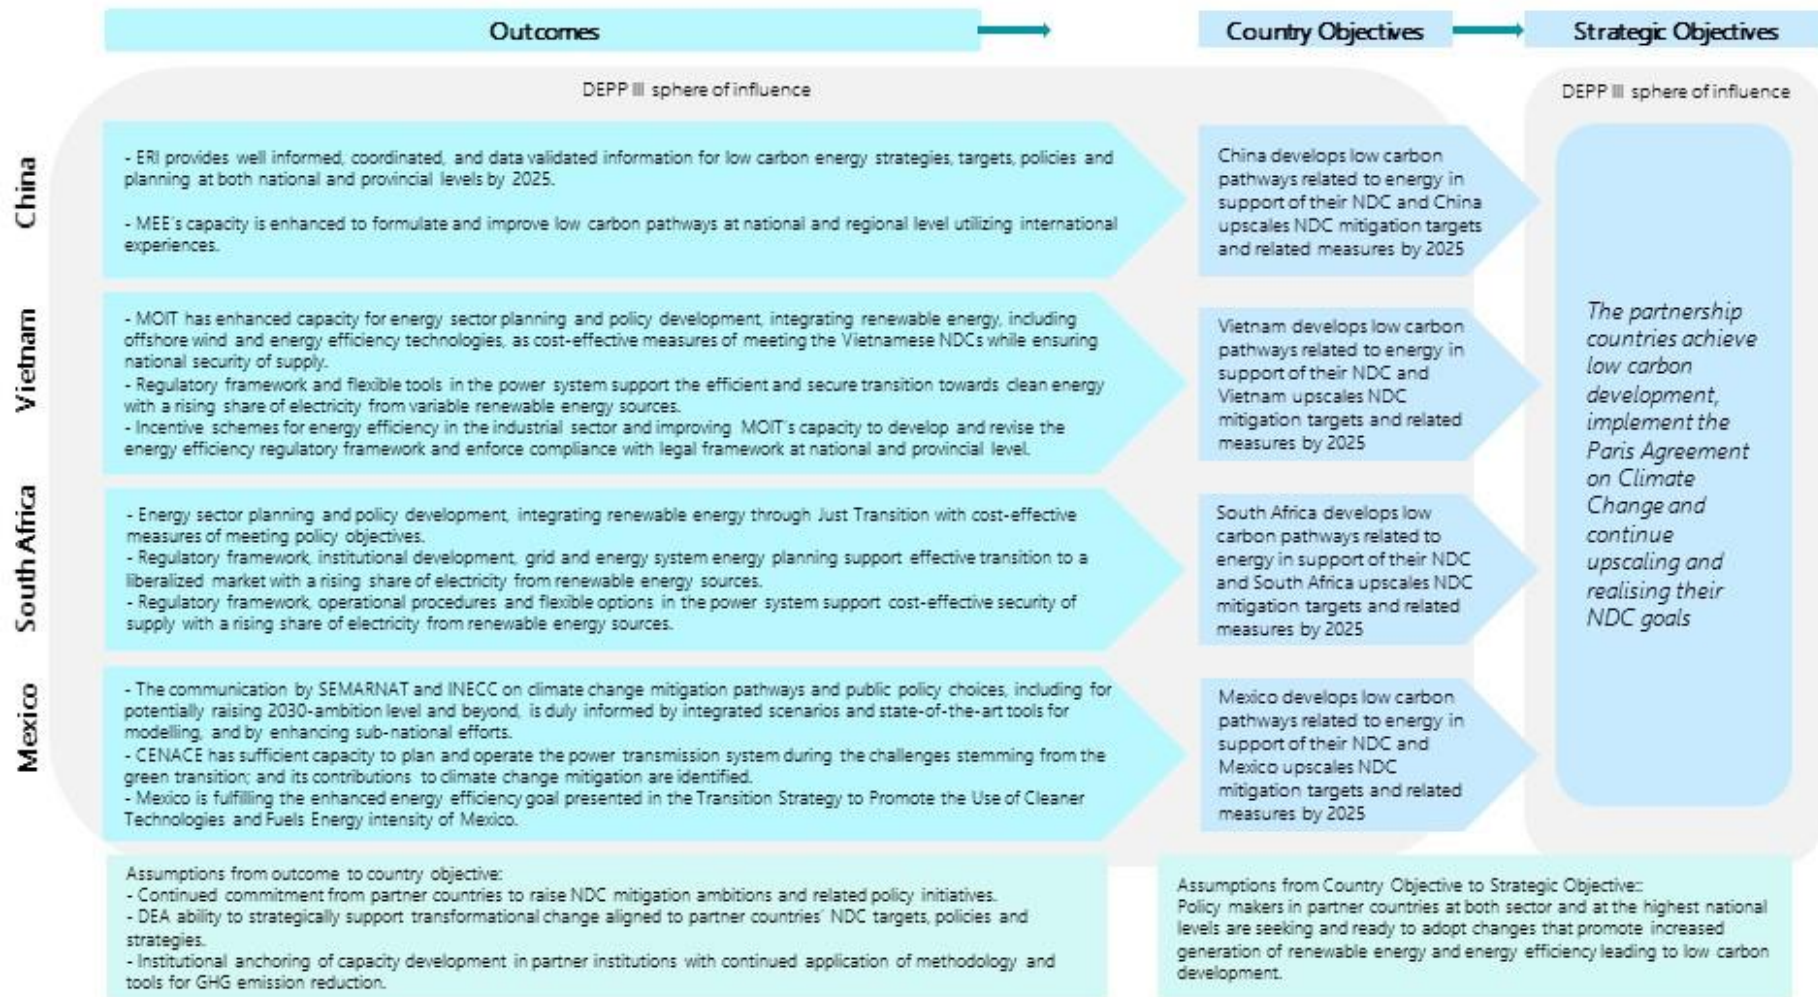 Outcomes
Country Objectives
Strategic Objectives
DEPP III sphere of influence
DEPP III sphere of influence
China
- ERI provides well informed, coordinated, and data validated information for low carbon energy strategies, targets, policies and
planning at both national and provincial levels by 2025.
- MEE´s capacity is enhanced to formulate and improve low carbon pathways at national and regional level utilizing international
experiences.
China develops low carbon
pathways related to energy in
support of their NDC and China
upscales NDC mitigation targets
and related measures by 2025
Vietnam
- MOIT has enhanced capacity for energy sector planning and policy development, integrating renewable energy, including
offshore wind and energy efficiency technologies, as cost-effective measures of meeting the Vietnamese NDCs while ensuring
national security of supply.
- Regulatory framework and flexible tools in the power system support the efficient and secure transition towards clean energy
with a rising share of electricity from variable renewable energy sources.
- Incentive schemes for energy efficiency in the industrial sector and improving MOIT´s capacity to develop and revise the
energy efficiency regulatory framework and enforce compliance with legal framework at national and provincial level.
Vietnam develops low carbon
pathways related to energy in
support of their NDC and
Vietnam upscales NDC
mitigation targets and related
measures by 2025
South Africa
- Energy sector planning and policy development, integrating renewable energy through Just Transition with cost-effective
measures of meeting policy objectives.
- Regulatory framework, institutional development, grid and energy system energy planning support effective transition to a
liberalized market with a rising share of electricity from renewable energy sources.
- Regulatory framework, operational procedures and flexible options in the power system support cost-effective security of
supply with a rising share of electricity from renewable energy sources.
South Africa develops low
carbon pathways related to
energy in support of their NDC
and South Africa upscales NDC
mitigation targets and related
measures by 2025
Mexico
- The communication by SEMARNAT and INECC on climate change mitigation pathways and public policy choices, including for
potentially raising 2030-ambition level and beyond, is duly informed by integrated scenarios and state-of-the-art tools for
modelling, and by enhancing sub-national efforts.
- CENACE has sufficient capacity to plan and operate the power transmission system during the challenges stemming from the
green transition; and its contributions to climate change mitigation are identified.
- Mexico is fulfilling the enhanced energy efficiency goal presented in the Transition Strategy to Promote the Use of Cleaner
Technologies and Fuels Energy intensity of Mexico.
Mexico develops low carbon
pathways related to energy in
support of their NDC and
Mexico upscales NDC
mitigation targets and related
measures by 2025
The partnership
countries achieve
low carbon
development,
implement the
Paris Agreement
on Climate
Change and
continue
upscaling and
realising their
NDC goals
Assumptions from outcome to country objective:
- Continued commitment from partner countries to raise NDC mitigation ambitions and related policy initiatives.
- DEA ability to strategically support transformational change aligned to partner countries´ NDC targets, policies and
strategies.
- Institutional anchoring of capacity development in partner institutions with continued application of methodology and
tools for GHG emission reduction.
Assumptions from Country Objective to Strategic Objective::
Policy makers in partner countries at both sector and at the highest national
levels are seeking and ready to adopt changes that promote increased
generation of renewable energy and energy efficiency leading to low carbon
development.